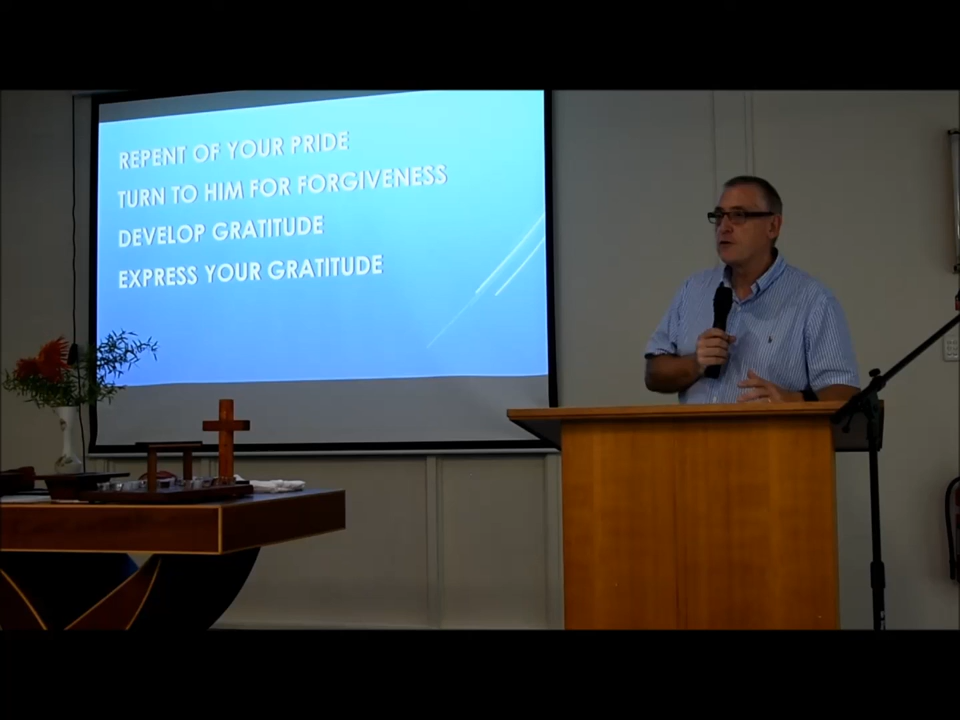 REPENT OF YOUR PRIDE
TURN TO HIM FOR FORGIVENESS
DEVELOP GRATITUDE
EXPRESS YOUR GRATITUDE